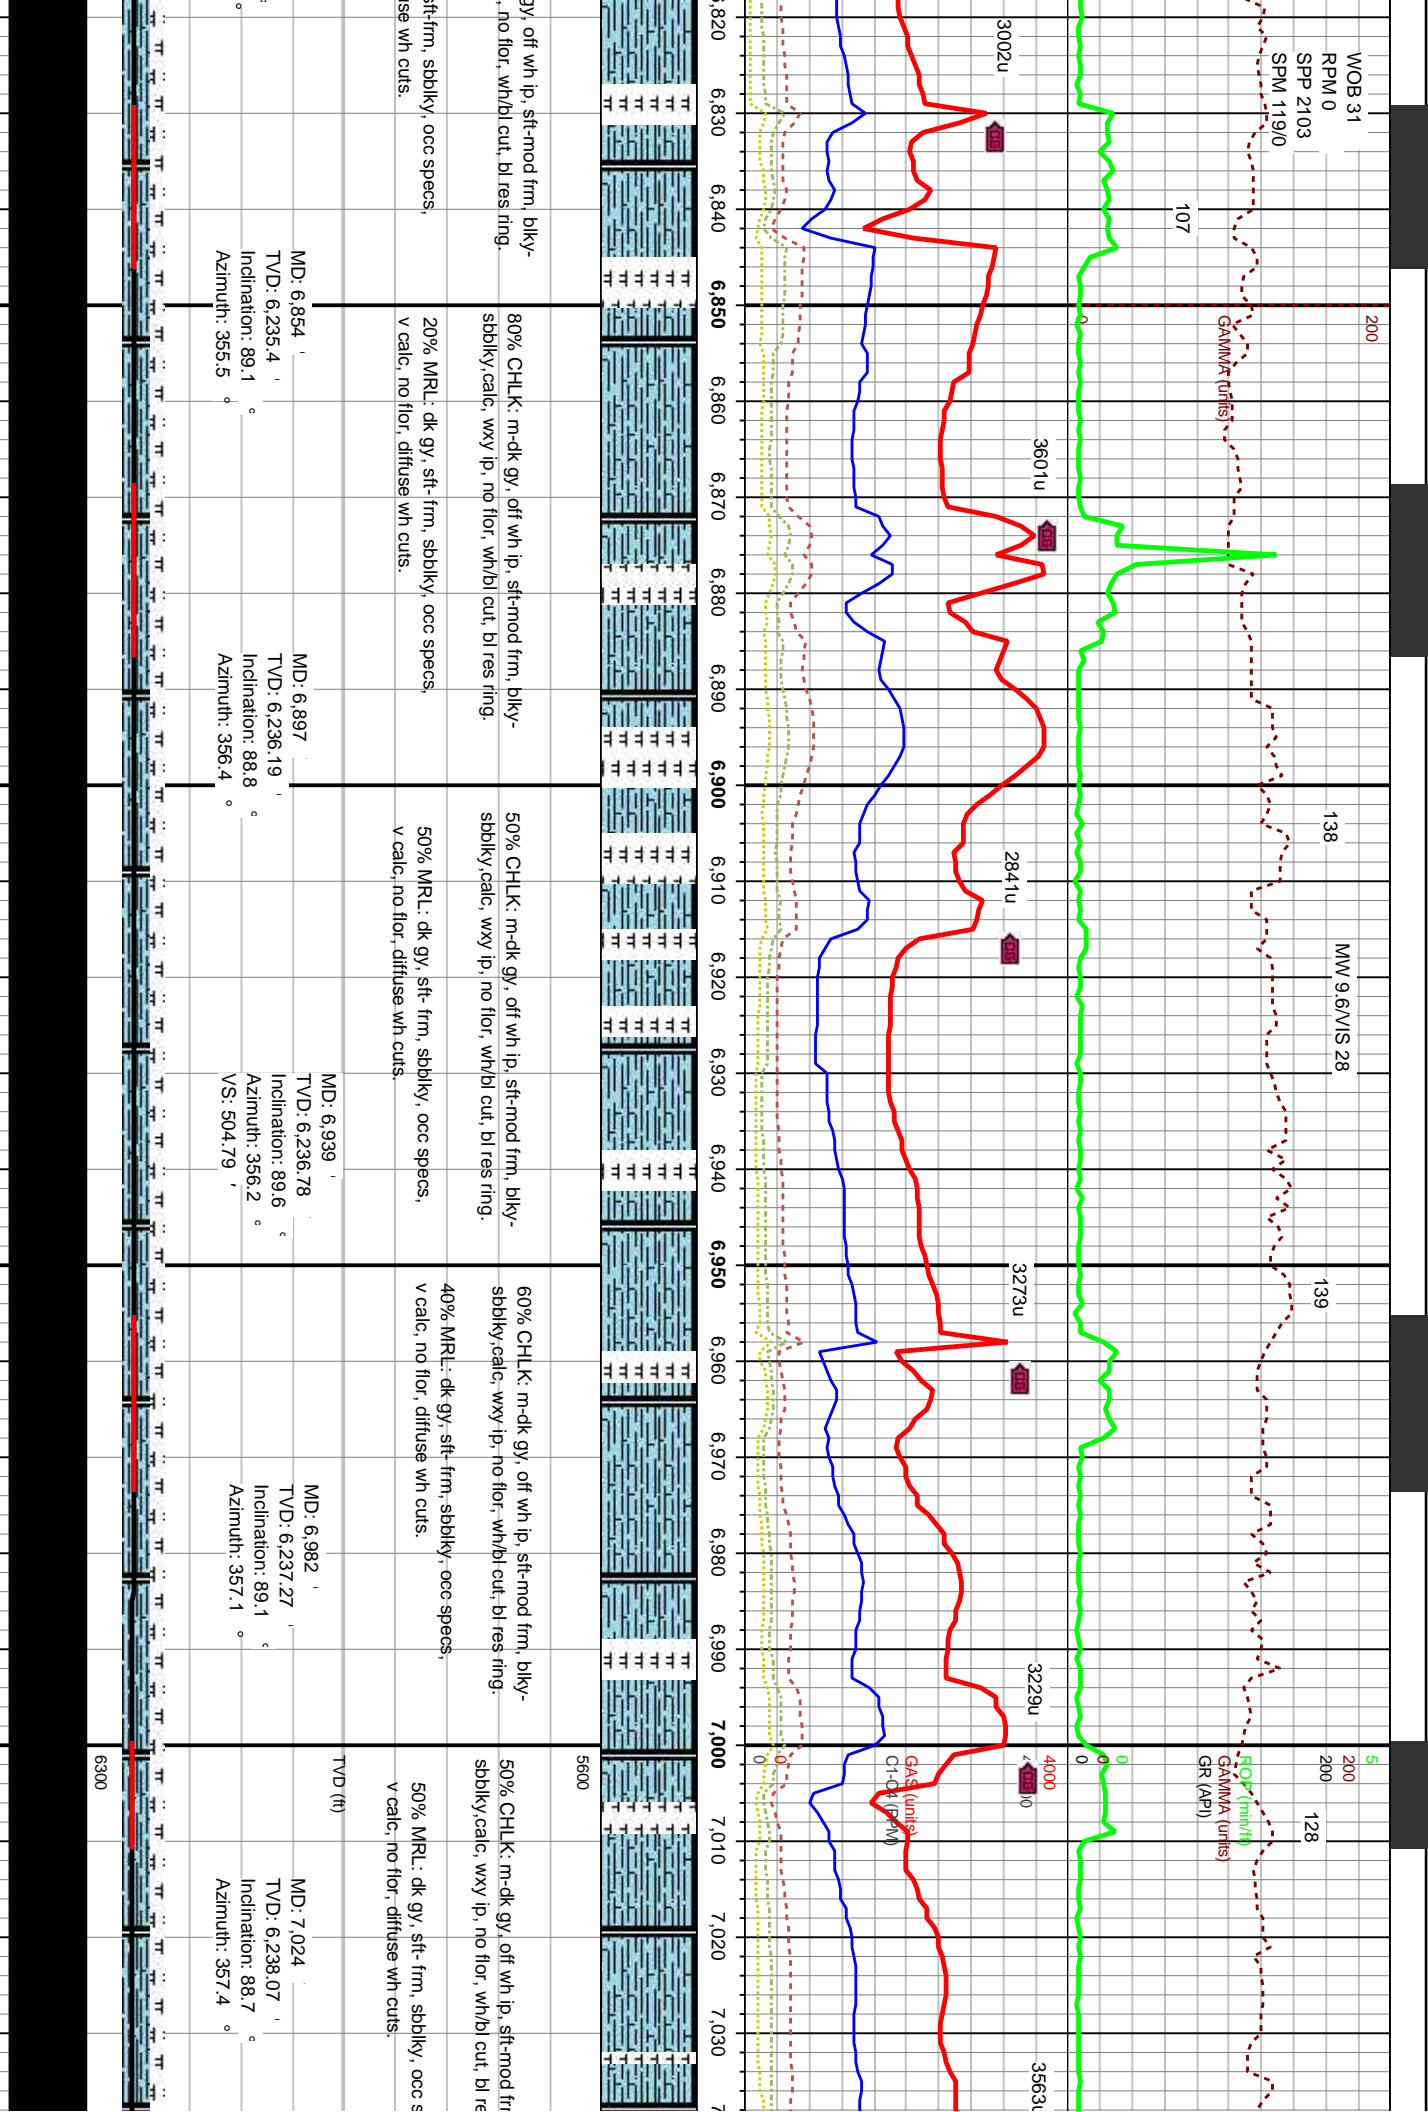 WOB 31
RPM 0
SPP 2103
SPM 119/0
107
138
MW 9.6/VIS 28
139
128
200
GAMMA (units)
0
5
200
200
ROP (min/ft)
GAMMA (units)
GR (API)
0
0
0
3002u
3601u
2841u
3273u
3229u
3563u
4000
GAS (units)
C1-C4 (PPM)
0
0
6,820
6,830
6,840
6,850
6,860
6,870
6,880
6,890
6,900
6,910
6,920
6,930
6,940
6,950
6,960
6,970
6,980
6,990
7,000
7,010
7,020
7,030
gy, off wh ip, sft-mod frm, blky-
, no flor, wh/bl cut, bl res ring.
sft-frm, sbblky, occ specs,
use wh cuts.
80% CHLK: m-dk gy, off wh ip, sft-mod frm, blky-
sbblky,calc, wxy ip, no flor, wh/bl cut, bl res ring.
20% MRL: dk gy, sft- frm, sbblky, occ specs,
v calc, no flor, diffuse wh cuts.
50% CHLK: m-dk gy, off wh ip, sft-mod frm, blky-
sbblky,calc, wxy ip, no flor, wh/bl cut, bl res ring.
50% MRL: dk gy, sft- frm, sbblky, occ specs,
v calc, no flor, diffuse wh cuts.
60% CHLK: m-dk gy, off wh ip, sft-mod frm, blky-
sbblky,calc, wxy ip, no flor, wh/bl cut, bl res ring.
40% MRL: dk gy, sft- frm, sbblky, occ specs,
v calc, no flor, diffuse wh cuts.
50% CHLK: m-dk gy, off wh ip, sft-mod fr
sbblky,calc, wxy ip, no flor, wh/bl cut, bl re
50% MRL: dk gy, sft- frm, sbblky, occ s
v calc, no flor, diffuse wh cuts.
MD: 6,854 '
TVD: 6,235.4 '
Inclination: 89.1 °
Azimuth: 355.5 °
MD: 6,897 '
TVD: 6,236.19 '
Inclination: 88.8 °
Azimuth: 356.4 °
MD: 6,939 '
TVD: 6,236.78 '
Inclination: 89.6 °
Azimuth: 356.2 °
VS: 504.79 '
MD: 6,982 '
TVD: 6,237.27 '
Inclination: 89.1 °
Azimuth: 357.1 °
MD: 7,024 '
TVD: 6,238.07 '
Inclination: 88.7 °
Azimuth: 357.4 °
5600
TVD (ft)
6300